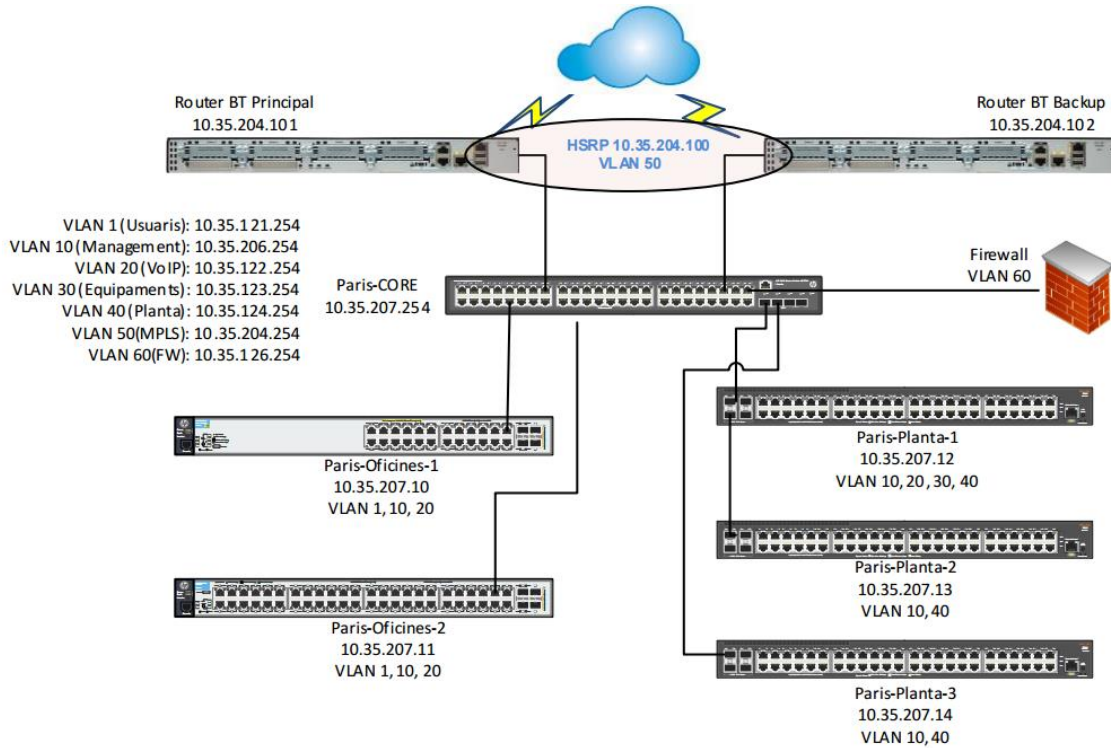 Router BT Principal
10.35.204.101
Router BT Backup
10.35.204.102
HSRP 10.35.204.100
VLAN 50
VLAN 1 (Usuaris): 10.35.121.254
VLAN 10 (Management): 10.35.206.254
VLAN 20 (VoIP): 10.35.122.254
VLAN 30 (Equipaments): 10.35.123.254
VLAN 40 (Planta): 10.35.124.254
VLAN 50(MPLS): 10.35.204.254
VLAN 60(FW): 10.35.126.254
Paris-CORE
10.35.207.254
Firewall
VLAN 60
Paris-Oficines-1
10.35.207.10
VLAN 1, 10, 20
Paris-Planta-1
10.35.207.12
VLAN 10, 20, 30, 40
Paris-Planta-2
10.35.207.13
VLAN 10, 40
Paris-Oficines-2
10.35.207.11
VLAN 1, 10, 20
Paris-Planta-3
10.35.207.14
VLAN 10, 40